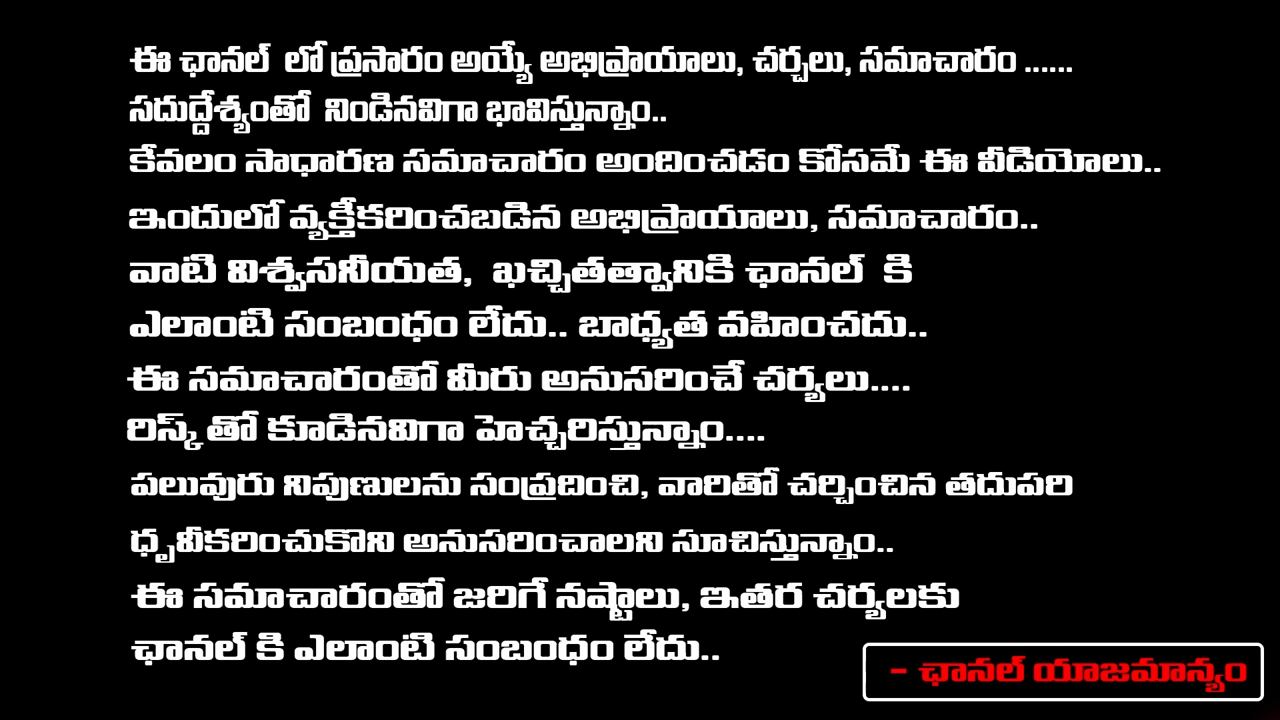 ఈ ఛానల్ లో ప్రసారం అయ్యే అభిప్రాయాలు, చర్చలు, సమాచారం ......
సదుద్దేశ్యంతో నిండినవిగా భావిస్తున్నాం..
కేవలం సాధారణ సమాచారం అందించడం కోసమే ఈ వీడియోలు..
ఇందులో వ్యక్తీకరించబడిన అభిప్రాయాలు, సమాచారం..
వాటి విశ్వసనీయత, ఖచ్చితత్వానికి ఛానల్ కి
ఎలాంటి సంబంధం లేదు.. బాధ్యత వహించదు..
ఈ సమాచారంతో మీరు అనుసరించే చర్యలు....
రిస్క్ తో కూడినవిగా హెచ్చరిస్తున్నాం....
పలువురు నిపుణులను సంప్రదించి, వారితో చర్చించిన తదుపరి
ధృవీకరించుకొని అనుసరించాలని సూచిస్తున్నాం..
ఈ సమాచారంతో జరిగే నష్టాలు, ఇతర చర్యలకు
ఛానల్ కి ఎలాంటి సంబంధం లేదు..
- ఛానల్ యాజమాన్యం